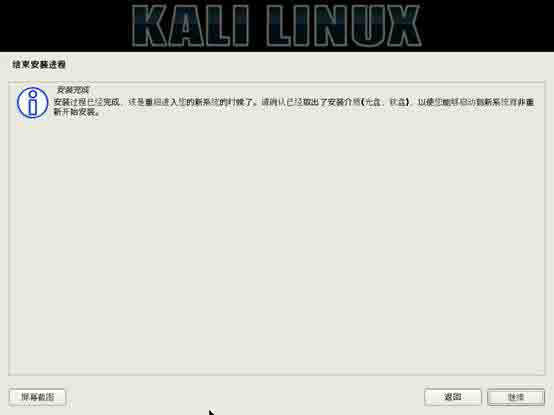 KALI LINUX
结束安装进程
安装完成
安装过程已经完成，该是重启进入您的新系统的时候了。请确认已经取出了安装介质(光盘、软盘)，以便您能够启动到新系统而非重
新开始安装。
屏幕截图
返回
继续